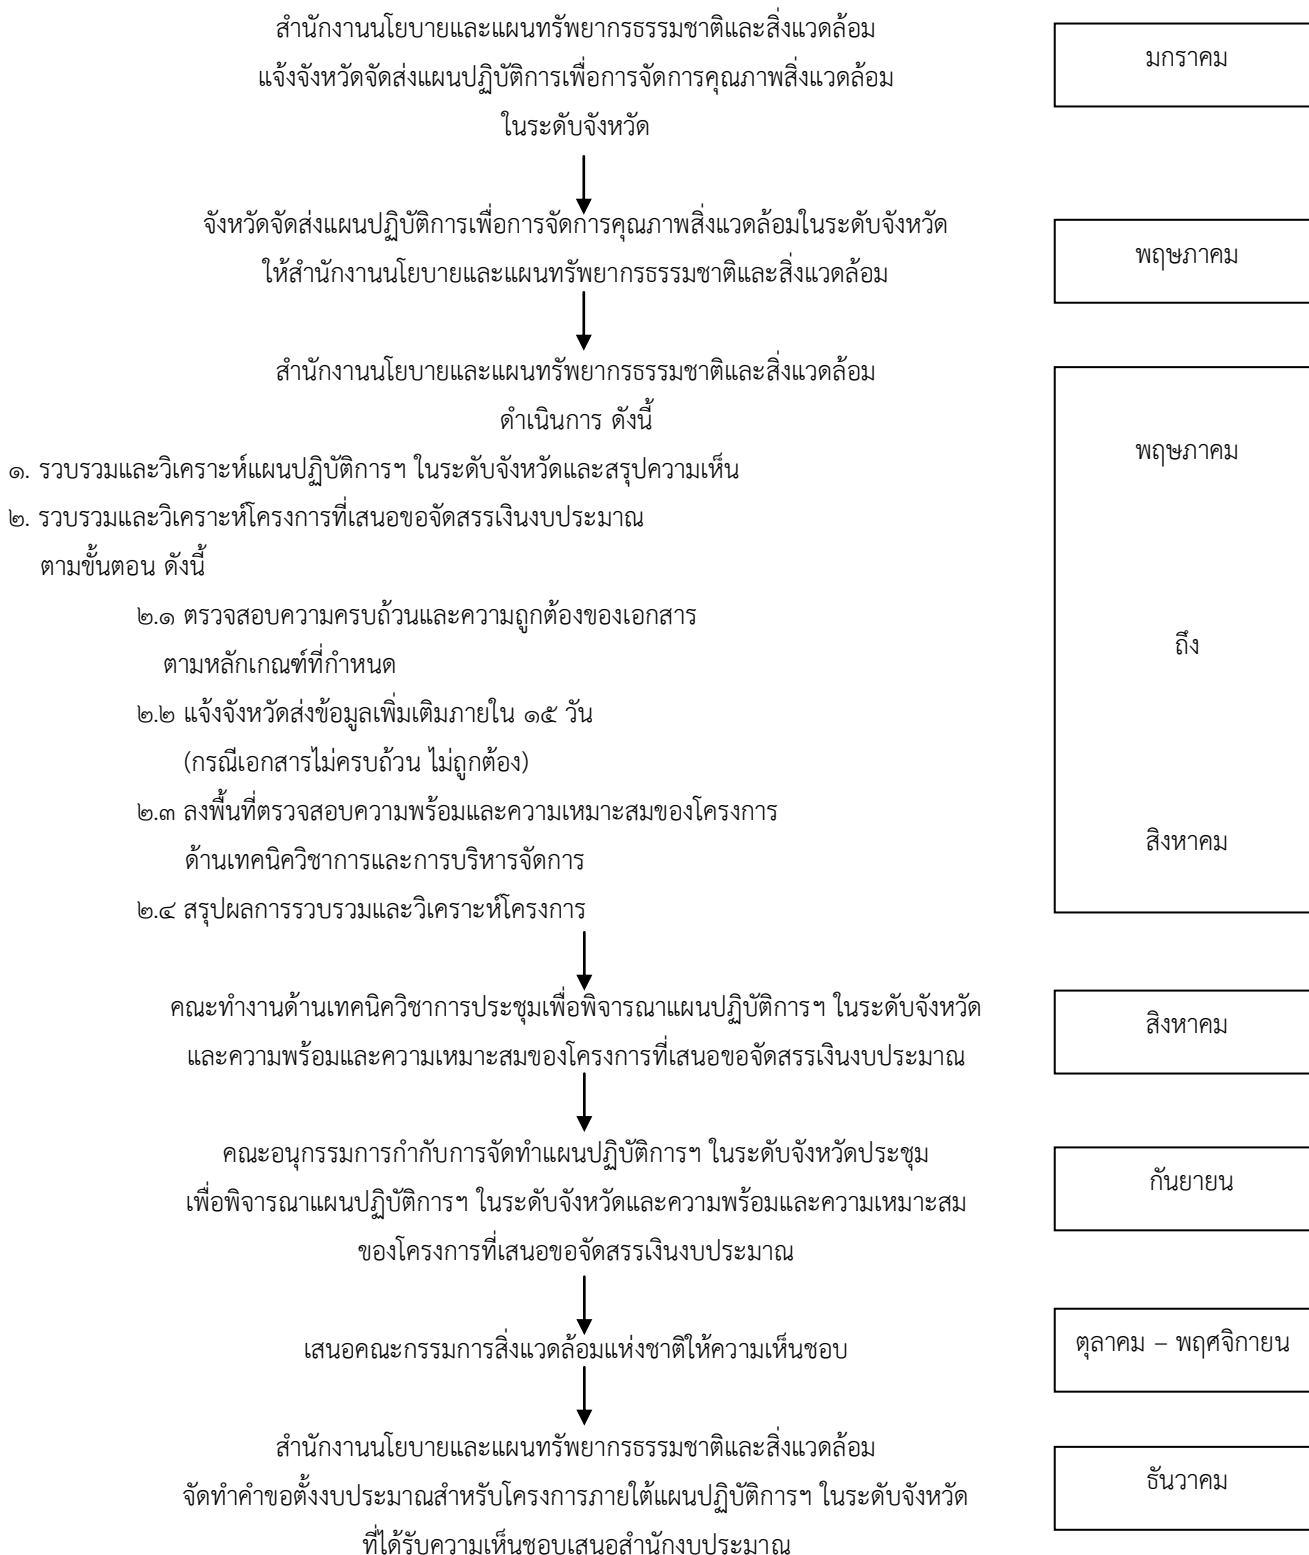 สำนักงานนโยบายและแผนทรัพยากรธรรมชาติและสิ่งแวดล้อม
แจ้งจังหวัดจัดส่งแผนปฏิบัติการเพื่อการจัดการคุณภาพสิ่งแวดล้อม
ในระดับจังหวัด
มกราคม
จังหวัดจัดส่งแผนปฏิบัติการเพื่อการจัดการคุณภาพสิ่งแวดล้อมในระดับจังหวัด
ให้สำนักงานนโยบายและแผนทรัพยากรธรรมชาติและสิ่งแวดล้อม
พฤษภาคม
สำนักงานนโยบายและแผนทรัพยากรธรรมชาติและสิ่งแวดล้อม
ดำเนินการ ดังนี้
๑. รวบรวมและวิเคราะห์แผนปฏิบัติการฯ ในระดับจังหวัดและสรุปความเห็น
๒. รวบรวมและวิเคราะห์โครงการที่เสนอขอจัดสรรเงินงบประมาณ
ตามขั้นตอน ดังนี้
๒.๑ ตรวจสอบความครบถ้วนและความถูกต้องของเอกสาร
ตามหลักเกณฑ์ที่กำหนด
๒.๒ แจ้งจังหวัดส่งข้อมูลเพิ่มเติมภายใน ๑๕ วัน
(กรณีเอกสารไม่ครบถ้วน ไม่ถูกต้อง)
๒.๓ ลงพื้นที่ตรวจสอบความพร้อมและความเหมาะสมของโครงการ
ด้านเทคนิควิชาการและการบริหารจัดการ
๒.๔ สรุปผลการรวบรวมและวิเคราะห์โครงการ
พฤษภาคม
ถึง
สิงหาคม
คณะทำงานด้านเทคนิควิชาการประชุมเพื่อพิจารณาแผนปฏิบัติการฯ ในระดับจังหวัด
และความพร้อมและความเหมาะสมของโครงการที่เสนอขอจัดสรรเงินงบประมาณ
สิงหาคม
คณะอนุกรรมการกำกับการจัดทำแผนปฏิบัติการฯ ในระดับจังหวัดประชุม
เพื่อพิจารณาแผนปฏิบัติการฯ ในระดับจังหวัดและความพร้อมและความเหมาะสม
ของโครงการที่เสนอขอจัดสรรเงินงบประมาณ
กันยายน
เสนอคณะกรรมการสิ่งแวดล้อมแห่งชาติให้ความเห็นชอบ
ตุลาคม – พฤศจิกายน
สำนักงานนโยบายและแผนทรัพยากรธรรมชาติและสิ่งแวดล้อม
จัดทำคำขอตั้งงบประมาณสำหรับโครงการภายใต้แผนปฏิบัติการฯ ในระดับจังหวัด
ที่ได้รับความเห็นชอบเสนอสำนักงบประมาณ
ธันวาคม